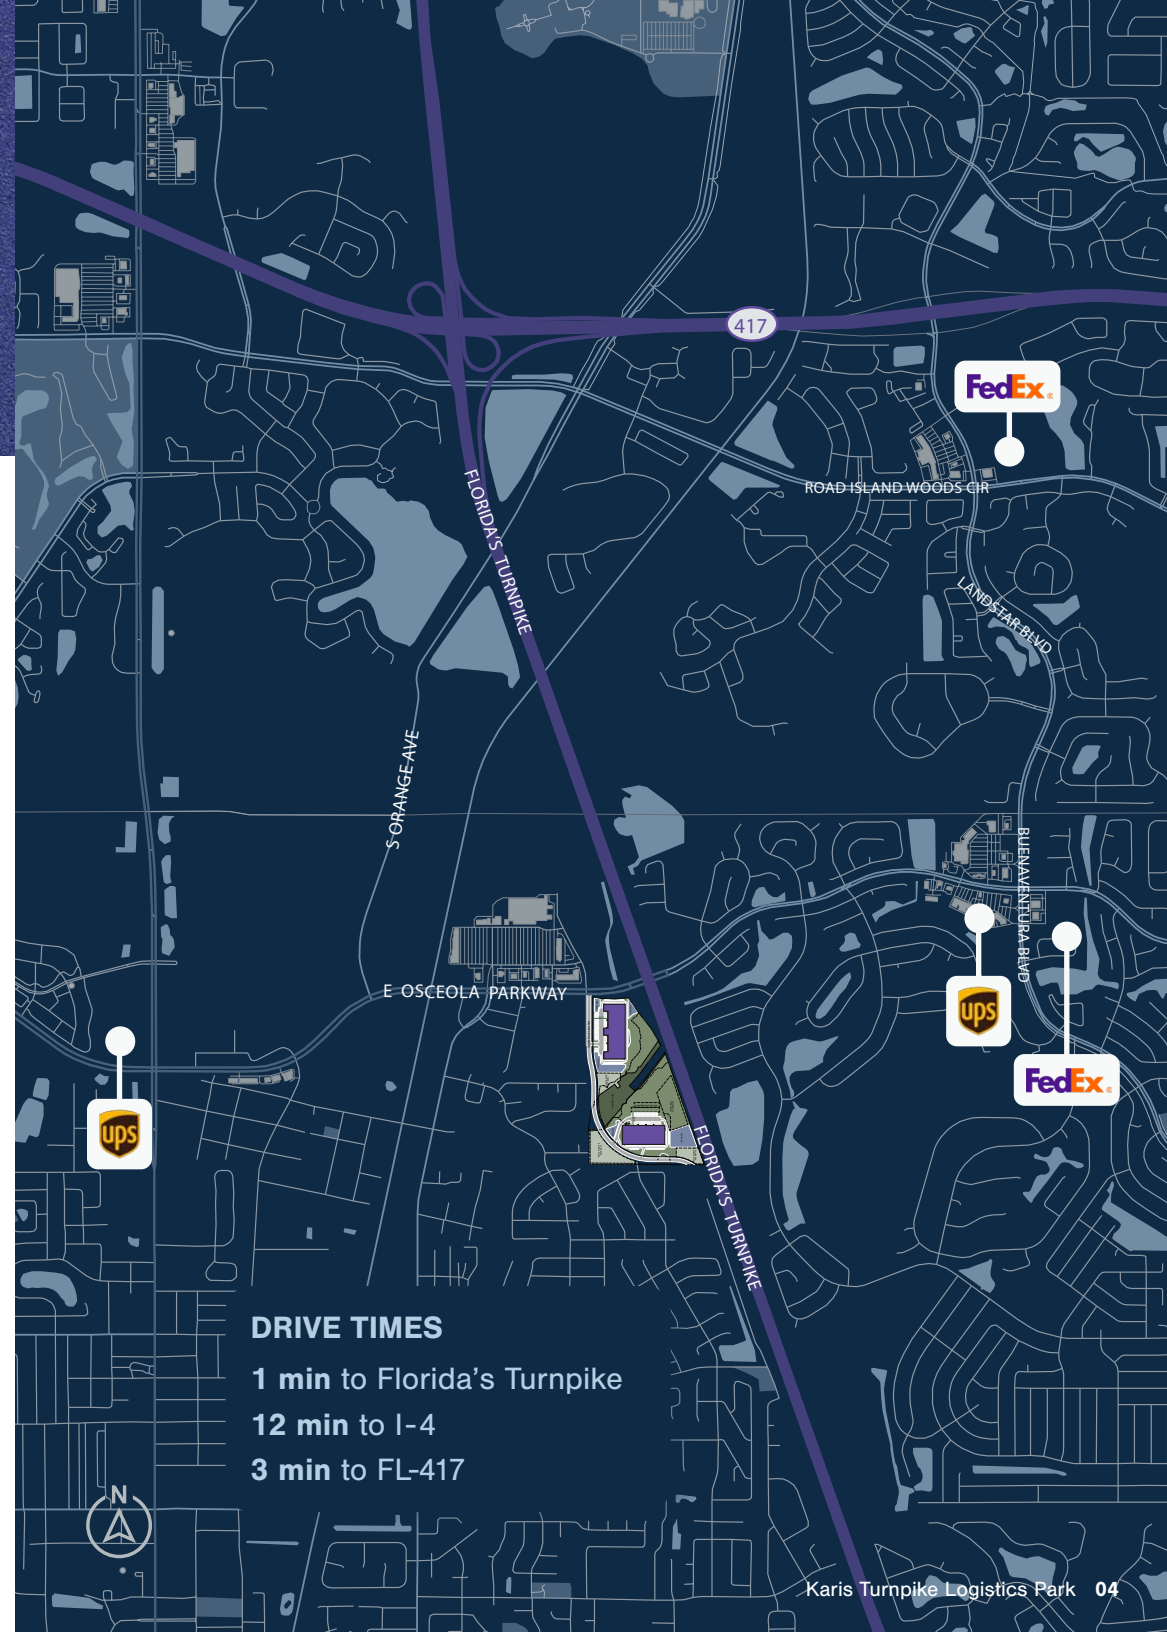 417
FedEx®
ROAD ISLAND WOODS CIR
FLORIDA'S TURNPIKE
LANDSTAR BLVD
S ORANGE AVE
BUENAVENTURA BLVD
E OSCEOLA PARKWAY
ups
FedEx®
ups
FLORIDA'S TURNPIKE
DRIVE TIMES
1 min to Florida’s Turnpike
12 min to I-4
3 min to FL-417
N
Karis Turnpike Logistics Park 04